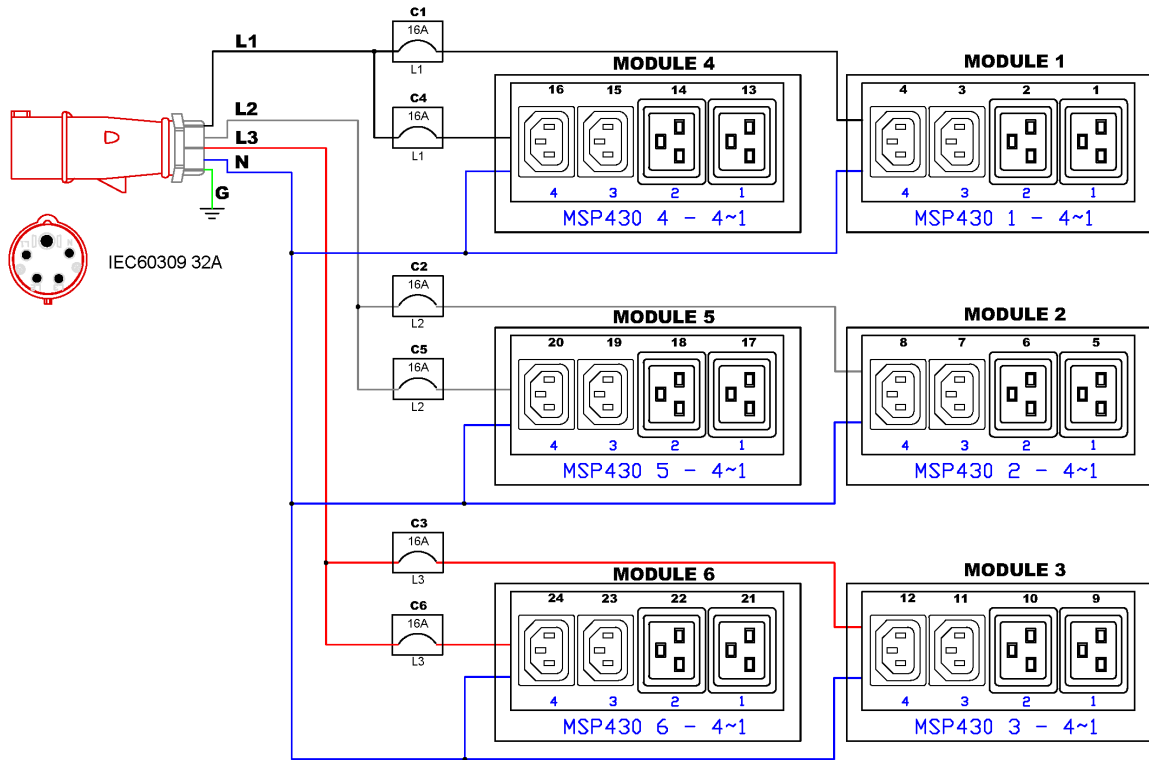 C1
16A
L1
L1
MODULE 4
MODULE 1
16 15 14 13
4 3 2 1
C4
16A
L1
L2
L3
N
G
4 3 2 1
MSP430 4 - 4~1
4 3 2 1
MSP430 1 - 4~1
IEC60309 32A
C2
16A
L2
MODULE 5
MODULE 2
20 19 18 17
8 7 6 5
C5
16A
L2
4 3 2 1
MSP430 5 - 4~1
4 3 2 1
MSP430 2 - 4~1
C3
16A
L3
MODULE 6
MODULE 3
24 23 22 21
12 11 10 9
C6
16A
L3
4 3 2 1
MSP430 6 - 4~1
4 3 2 1
MSP430 3 - 4~1